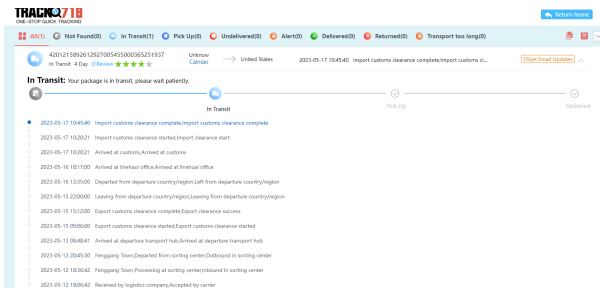 TRACK718
ONE-STOP QUICK TRACKING
Return home
All(1) Not Found(0) In Transit(1) Pick Up(0) Undelivered(0) Alert(0) Delivered(0) Returned(0) Transport too long(0)
4201215892612927005455000365251937 Unknown
In Transit 4 Day Review Cainiao United States 2023-05-17 10:45:40 Import customs clearance complete,Import customs cl... Get Email Updates
In Transit: Your package is in transit, please wait patiently.
In Transit Pick Up Delivered
2023-05-17 10:45:40 Import customs clearance complete,Import customs clearance complete
2023-05-17 10:20:21 Import customs clearance started,Import clearance start
2023-05-17 10:20:21 Arrived at customs,Arrived at customs
2023-05-16 18:17:00 Arrived at linehaul office,Arrived at linehaul office
2023-05-16 12:35:00 Departed from departure country/region,Left from departure country/region
2023-05-15 22:00:00 Leaving from departure country/region,Leaving from departure country/region
2023-05-15 15:12:00 Export customs clearance complete,Export clearance success
2023-05-15 09:06:00 Export customs clearance started,Export customs clearance started
2023-05-13 08:48:41 Arrived at departure transport hub,Arrived at departure transport hub
2023-05-12 20:45:30 Fenggang Town,Departed from sorting center,Outbound in sorting center
2023-05-12 18:36:42 Fenggang Town,Processing at sorting center,Inbound in sorting center
2023-05-12 18:06:42 Received by logistics company,Accepted by carrier